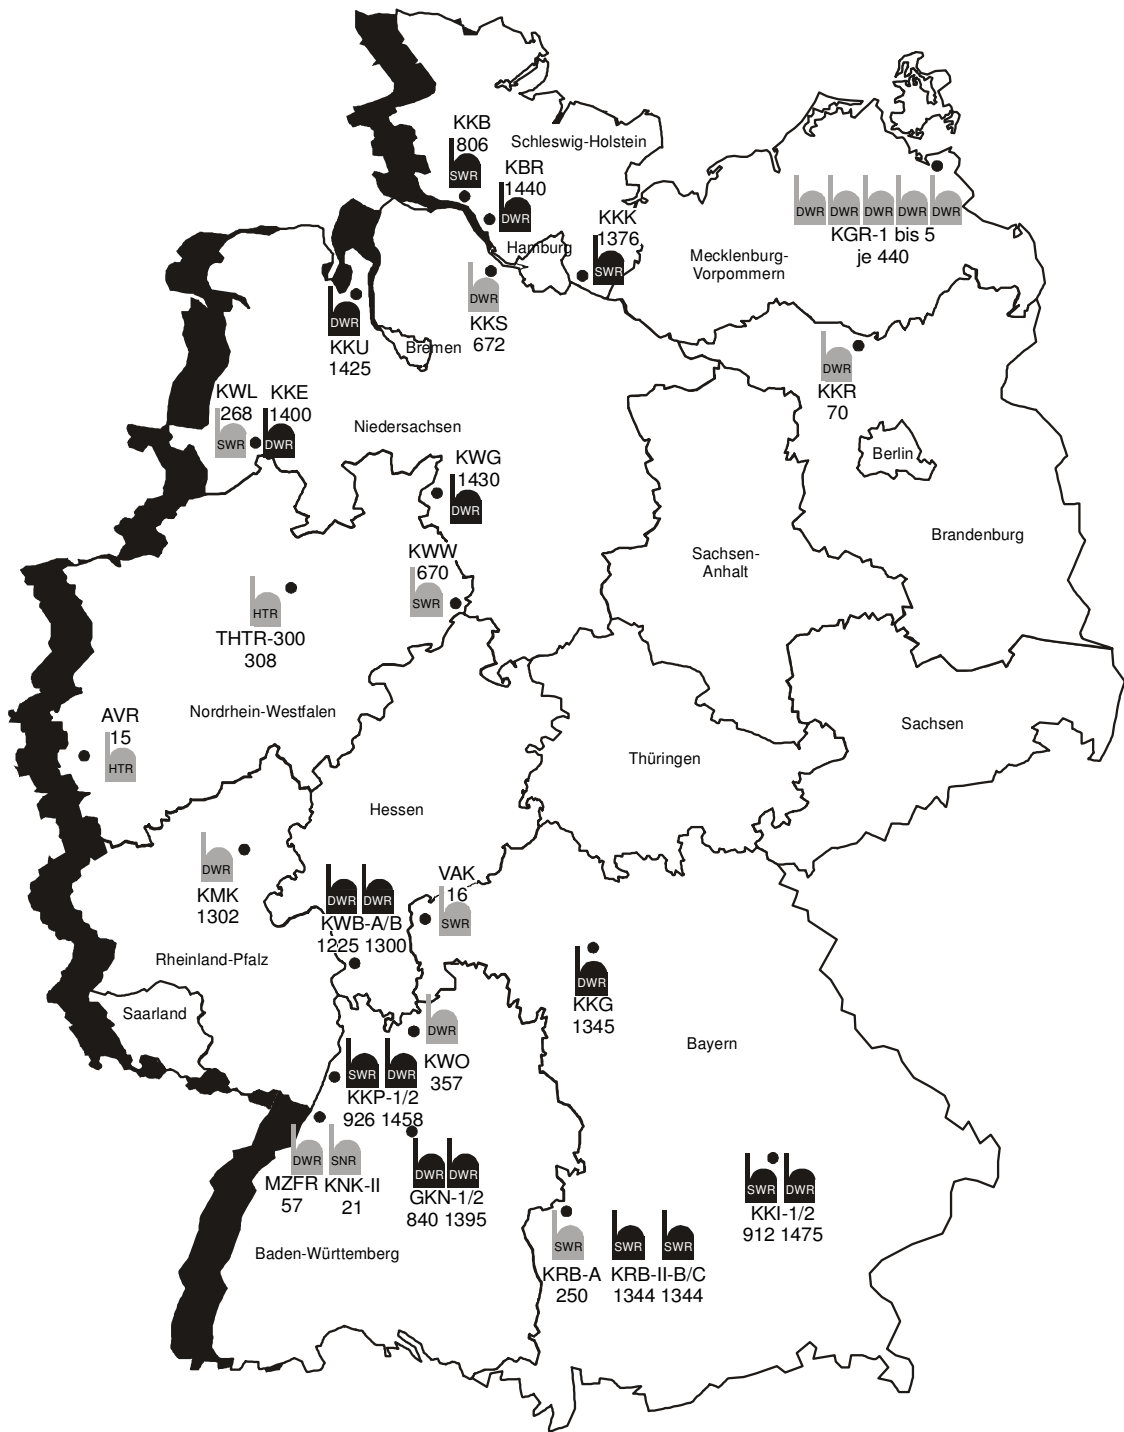 KKB
806
SWR
Schleswig-Holstein
KBR
1440
DWR
KKK
1376
SWR
Hamburg
DWR DWR DWR DWR DWR
KGR-1 bis 5
je 440
Mecklenburg-
Vorpommern
DWR
KKS
672
DWR
KKU
1425
Bremen
DWR
KKR
70
KWL
268
SWR
KKE
1400
DWR
Niedersachsen
Berlin
KWG
1430
DWR
Brandenburg
Sachsen-
Anhalt
KWW
670
SWR
HTR
THTR-300
308
Nordrhein-Westfalen
AVR
15
HTR
Sachsen
Thüringen
Hessen
DWR
KMK
1302
DWR DWR
KWB-A/B
1225 1300
VAK
16
SWR
Rheinland-Pfalz
DWR
KKG
1345
Saarland
DWR
KWO
357
Bayern
SWR DWR
KKP-1/2
926 1458
DWR SNR
MZFR KNK-II
57 21
DWR DWR
GKN-1/2
840 1395
SWR DWR
KKI-1/2
912 1475
Baden-Württemberg
SWR
KRB-A
250
SWR SWR
KRB-II-B/C
1344 1344